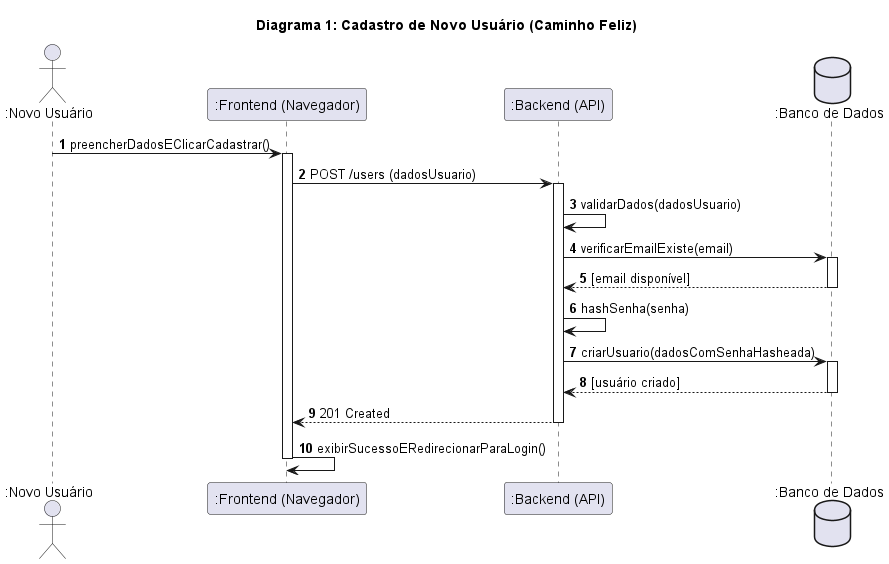 Diagrama 1: Cadastro de Novo Usuário (Caminho Feliz)
:Novo Usuário
:Frontend (Navegador)
:Backend (API)
:Banco de Dados
1 preencherDadosEClicarCadastrar()
2 POST /users (dadosUsuario)
3 validarDados(dadosUsuario)
4 verificarEmailExiste(email)
5 [email disponível]
6 hashSenha(senha)
7 criarUsuario(dadosComSenhaHasheada)
8 [usuário criado]
9 201 Created
10 exibirSucessoERedirecionarParaLogin()
:Novo Usuário
:Frontend (Navegador)
:Backend (API)
:Banco de Dados